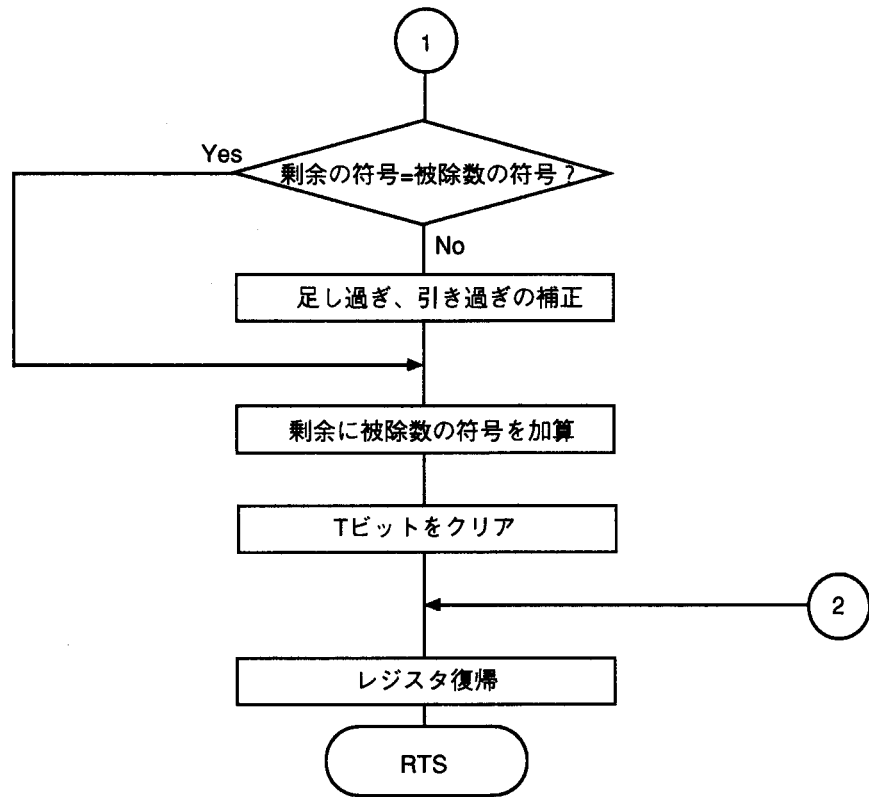 1
Yes
剰余の符号=被除数の符号?
No
足し過ぎ、引き過ぎの補正
剰余に被除数の符号を加算
Tビットをクリア
2
レジスタ復帰
RTS